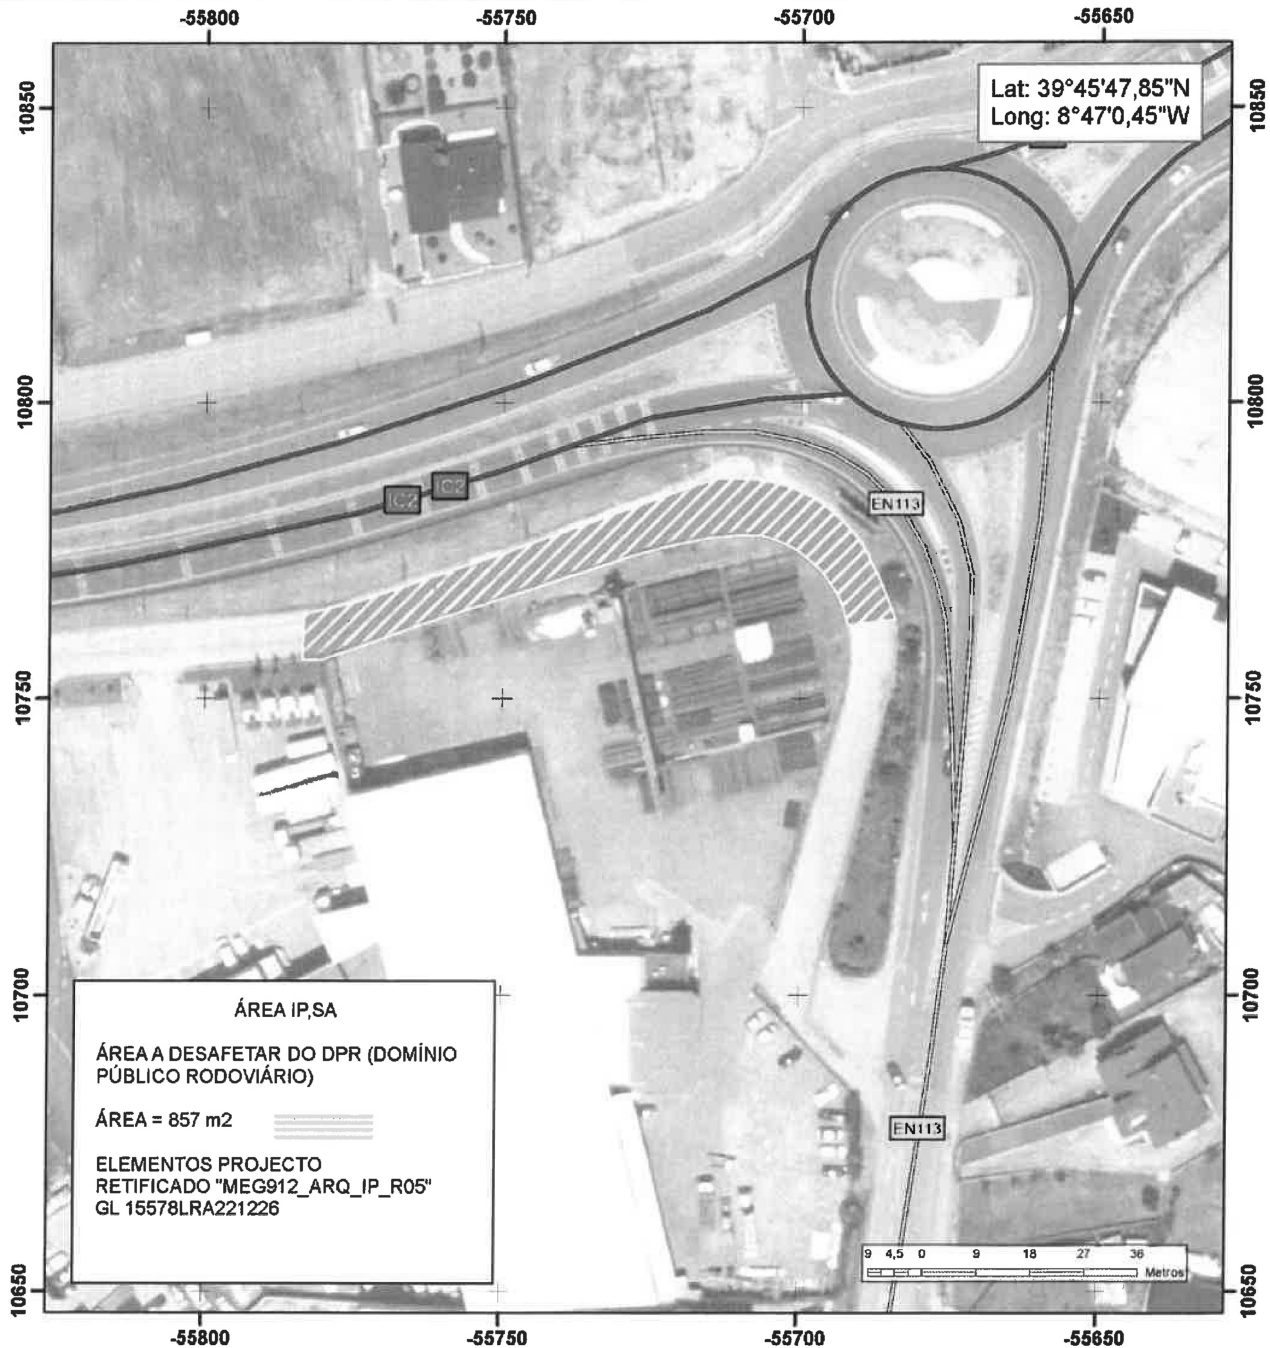 -55800 -55750 -55700 -55650
Lat: 39°45'47,85"N
Long: 8°47'0,45"W
10850 10850
10800 10800
IC2 IC2
EN113
10750 10750
10700 10700
ÁREA IP,SA
ÁREA A DESAFETAR DO DPR (DOMÍNIO
PÚBLICO RODOVIÁRIO)
ÁREA = 857 m2
ELEMENTOS PROJECTO
RETIFICADO "MEG912_ARQ_IP_R05"
GL 15578LRA221226
EN113
9 4,5 0 9 18 27 36
Metros
10650 10650
-55800 -55750 -55700 -55650